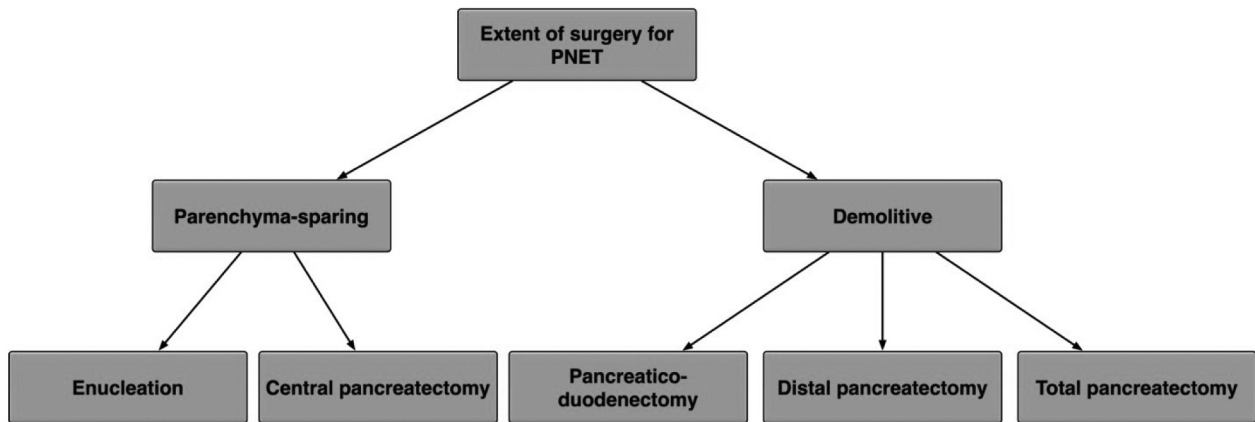 Extent of surgery for
PNET
Parenchyma-sparing
Demolitive
Enucleation
Central pancreatectomy
Pancreatico-
duodenectomy
Distal pancreatectomy
Total pancreatectomy